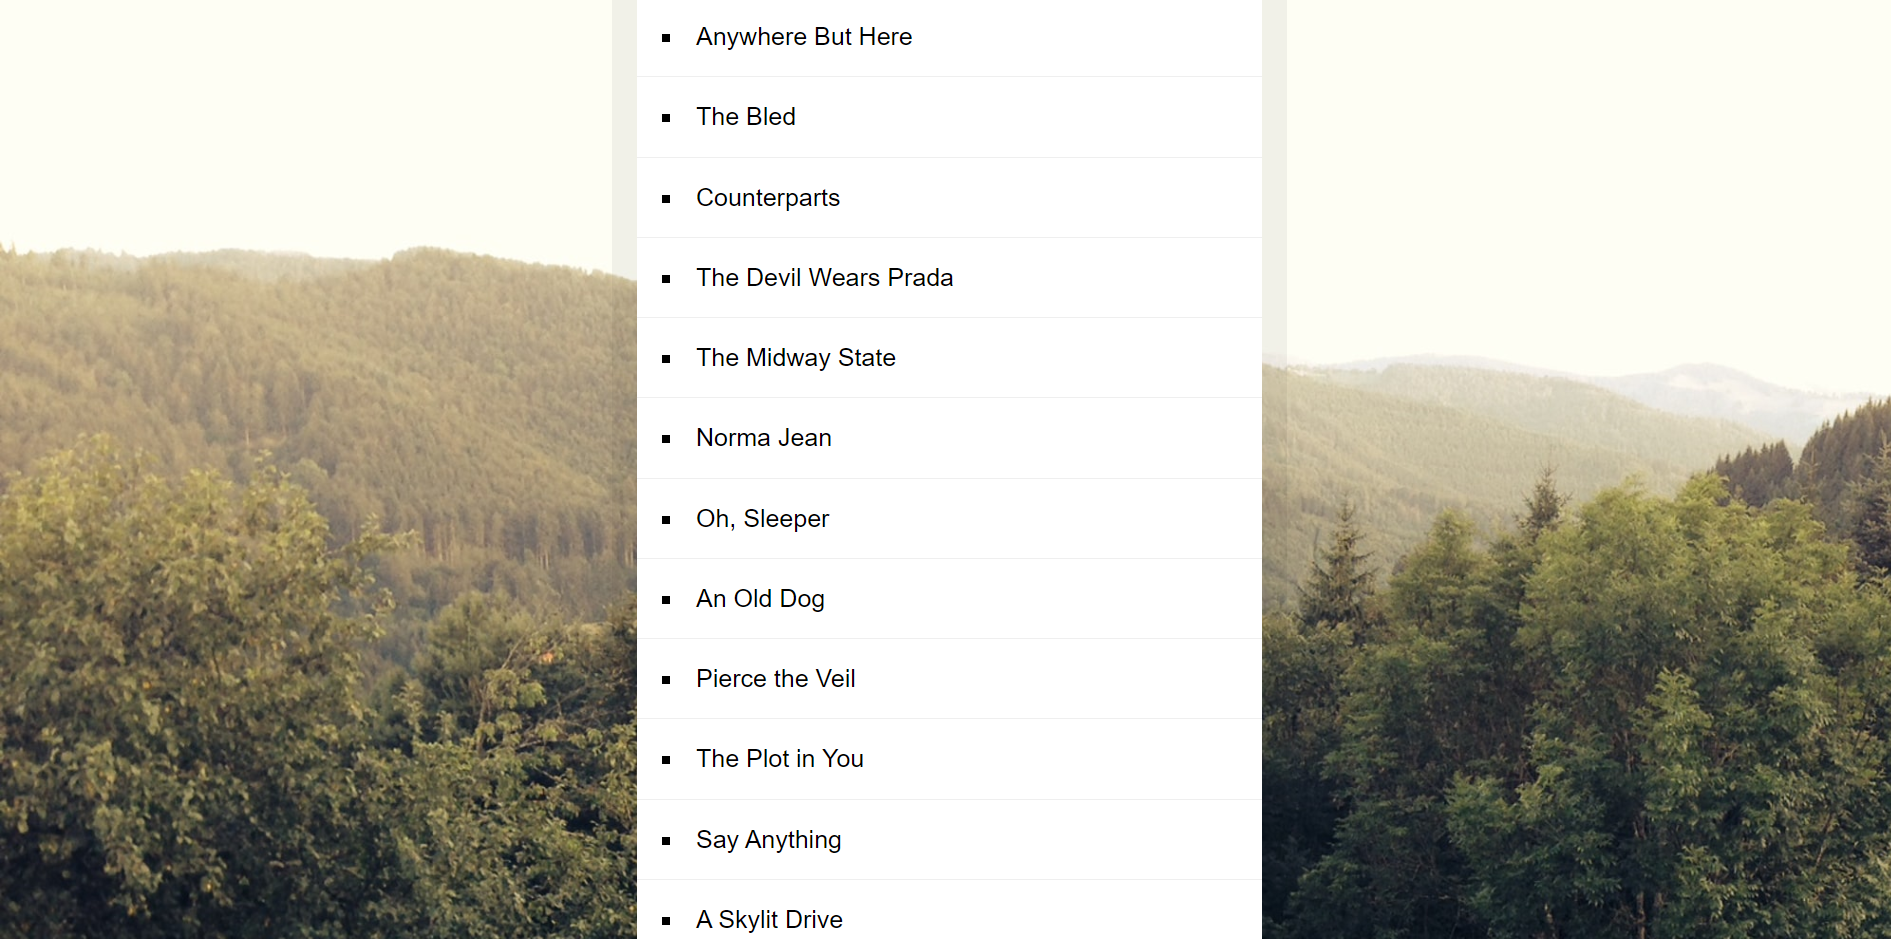 Anywhere But Here
The Bled
Counterparts
The Devil Wears Prada
The Midway State
Norma Jean
Oh, Sleeper
An Old Dog
Pierce the Veil
The Plot in You
Say Anything
A Skylit Drive